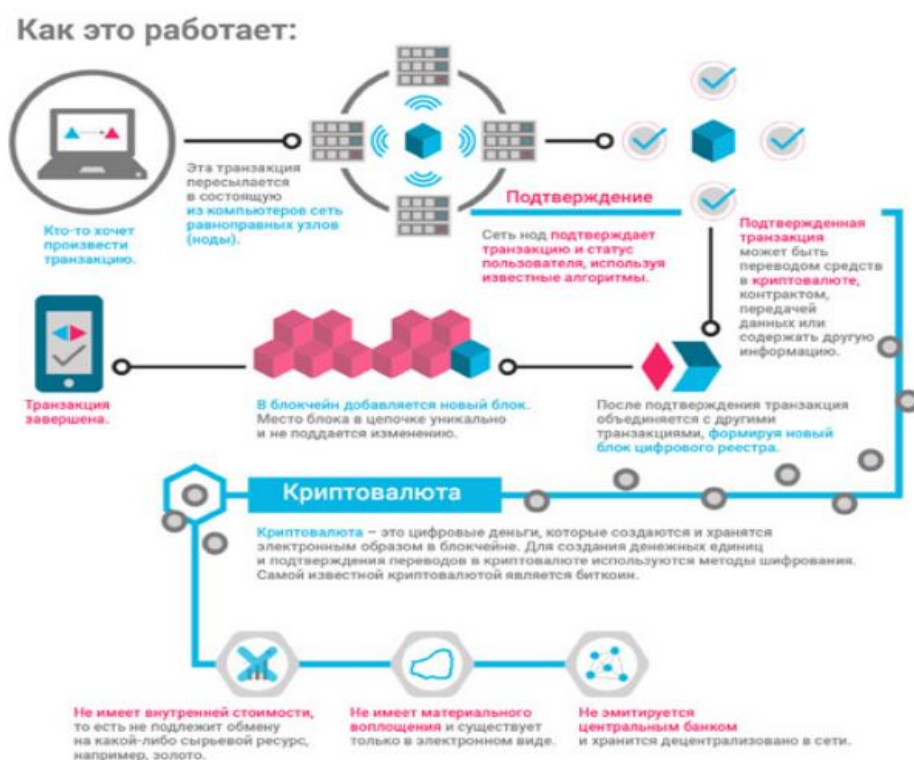 Как это работает:
Кто-то хочет
произвести
транзакцию.
Эта транзакция
пересылается
в состоящую
из компьютеров сеть
равноправных узлов
(ноды).
Подтверждение
Сеть нод подтверждает
транзакцию и статус
пользователя, используя
известные алгоритмы.
Подтвержденная
транзакция
может быть
переводом средств
в криптовалюте,
контрактом,
передачей
данных или
содержать другую
информацию.
После подтверждения транзакция
объединяется с другими
транзакциями, формируя новый
блок цифрового реестра.
В блокчейн добавляется новый блок.
Место блока в цепочке уникально
и не поддается изменению.
Транзакция
завершена.
Криптовалюта
Криптовалюта – это цифровые деньги, которые создаются и хранятся
электронным образом в блокчейне. Для создания денежных единиц
и подтверждения переводов в криптовалюте используются методы шифрования.
Самой известной криптовалютой является биткоин.
Не имеет внутренней стоимости,
то есть не подлежит обмену
на какой-либо сырьевой ресурс,
например, золото.
Не имеет материального
воплощения и существует
только в электронном виде.
Не эмитируется
центральным банком
и хранится децентрализовано в сети.